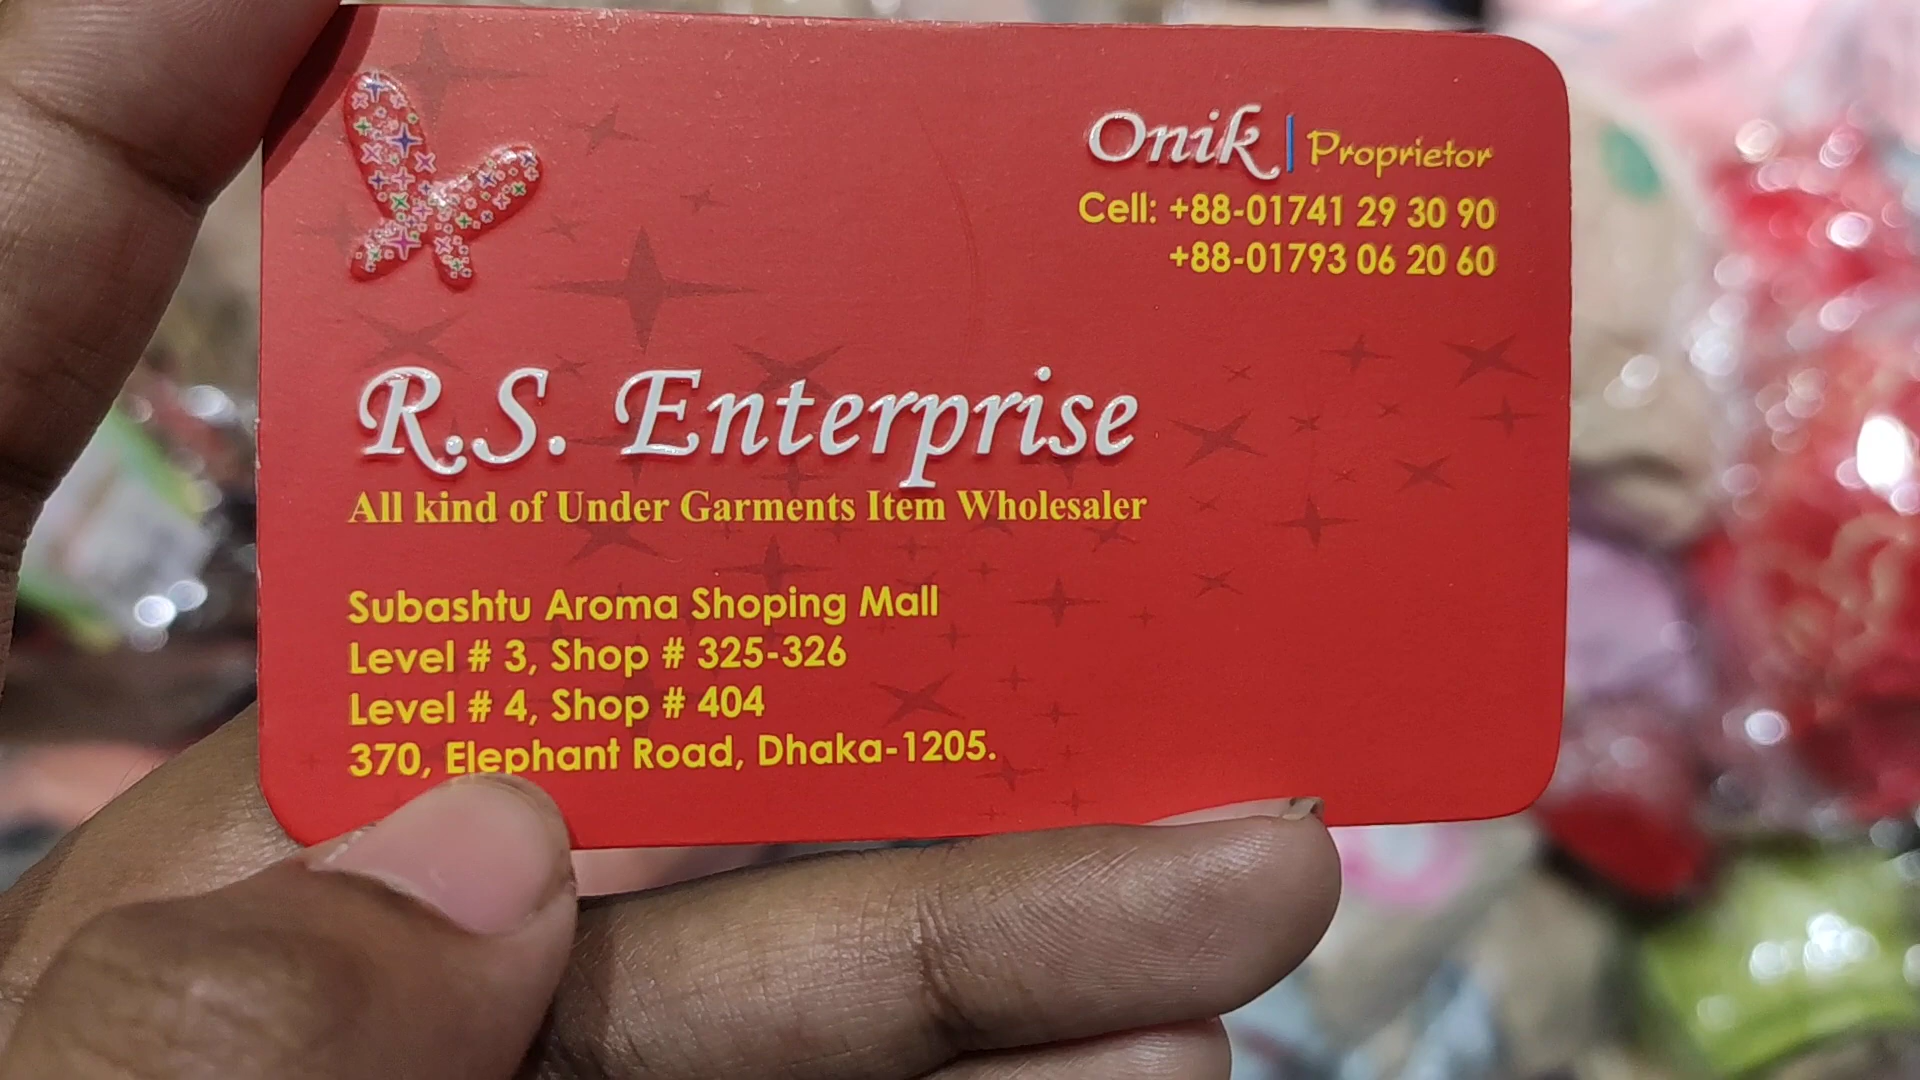 Onik | Proprietor
Cell: +88-01741 29 30 90
+88-01793 06 20 60
R.S. Enterprise
All kind of Under Garments Item Wholesaler
Subashtu Aroma Shoping Mall
Level # 3, Shop # 325-326
Level # 4, Shop # 404
370, Elephant Road, Dhaka-1205.